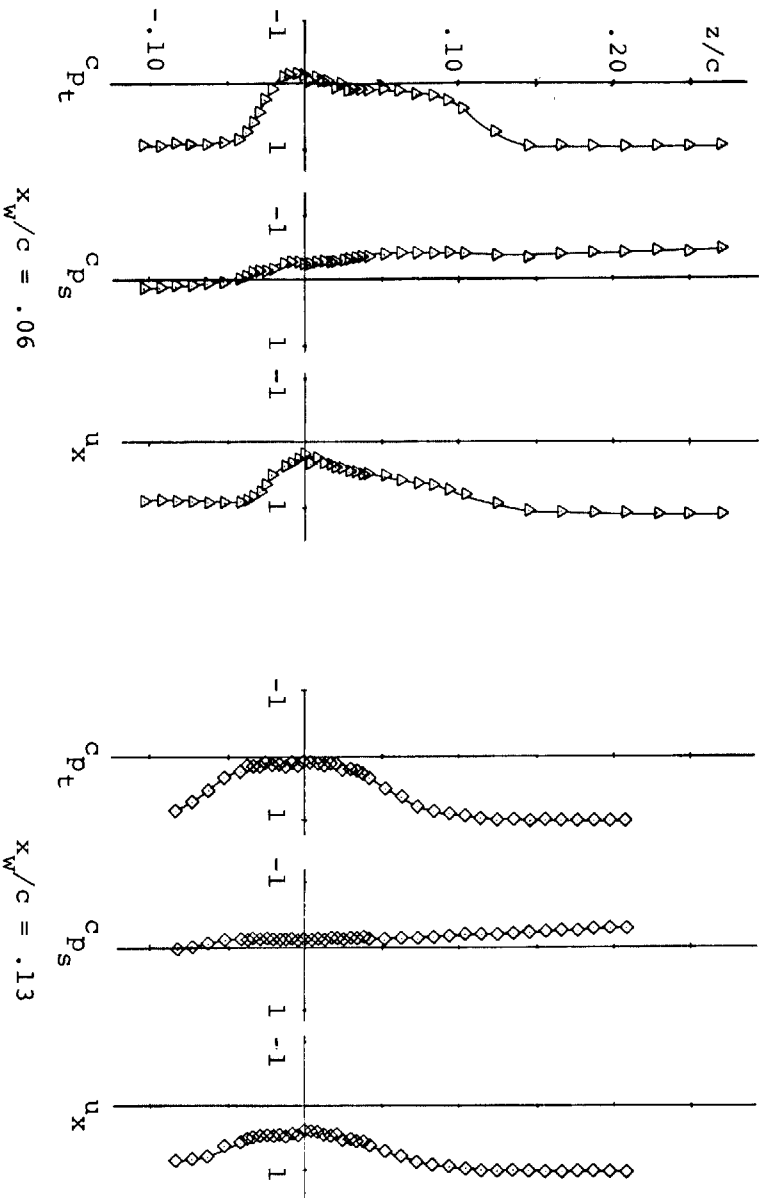 z/c
.20
.10
-.10
-1
c_pt
1
-1
c_ps
1
-1
u_x
1
x_w/c = .06
-1
c_pt
1
-1
c_ps
1
-1
u_x
1
x_w/c = .13